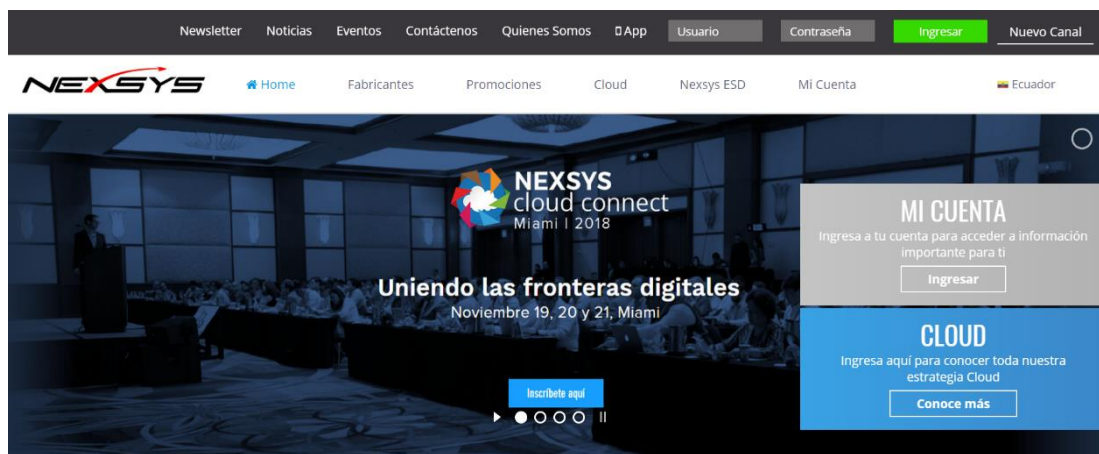 Newsletter Noticias Eventos Contáctenos Quienes Somos App Usuario Contraseña Ingresar Nuevo Canal
NEXSYS Home Fabricantes Promociones Cloud Nexsys ESD Mi Cuenta Ecuador
NEXSYS
cloud connect
Miami | 2018
Uniendo las fronteras digitales
Noviembre 19, 20 y 21, Miami
Inscríbete aquí
MI CUENTA
Ingresa a tu cuenta para acceder a información
importante para ti
Ingresar
CLOUD
Ingresa aquí para conocer toda nuestra
estrategia Cloud
Conoce más